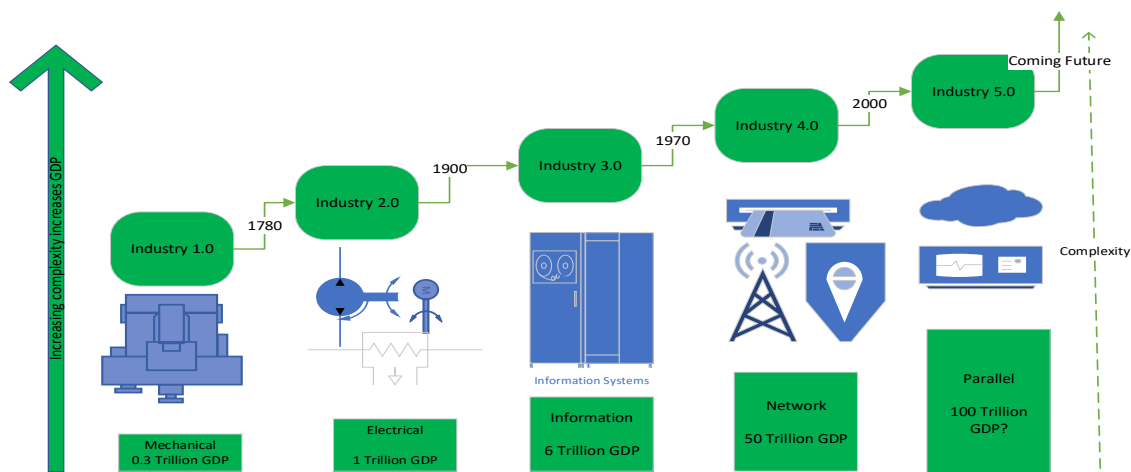 Increasing complexity increases GDP
Industry 1.0
1780
Industry 2.0
1900
Industry 3.0
1970
Industry 4.0
2000
Industry 5.0
Coming Future
Complexity
M
Information Systems
Mechanical
0.3 Trillion GDP
Electrical
1 Trillion GDP
Information
6 Trillion GDP
Network
50 Trillion GDP
Parallel
100 Trillion
GDP?